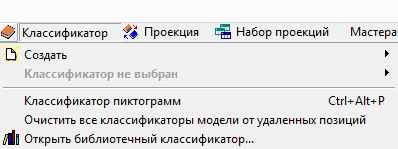 Классификатор Проекция Набор проекций Мастера
Создать
Классификатор не выбран
Классификатор пиктограмм Ctrl+Alt+P
Очистить все классификаторы модели от удаленных позиций
Открыть библиотечный классификатор...